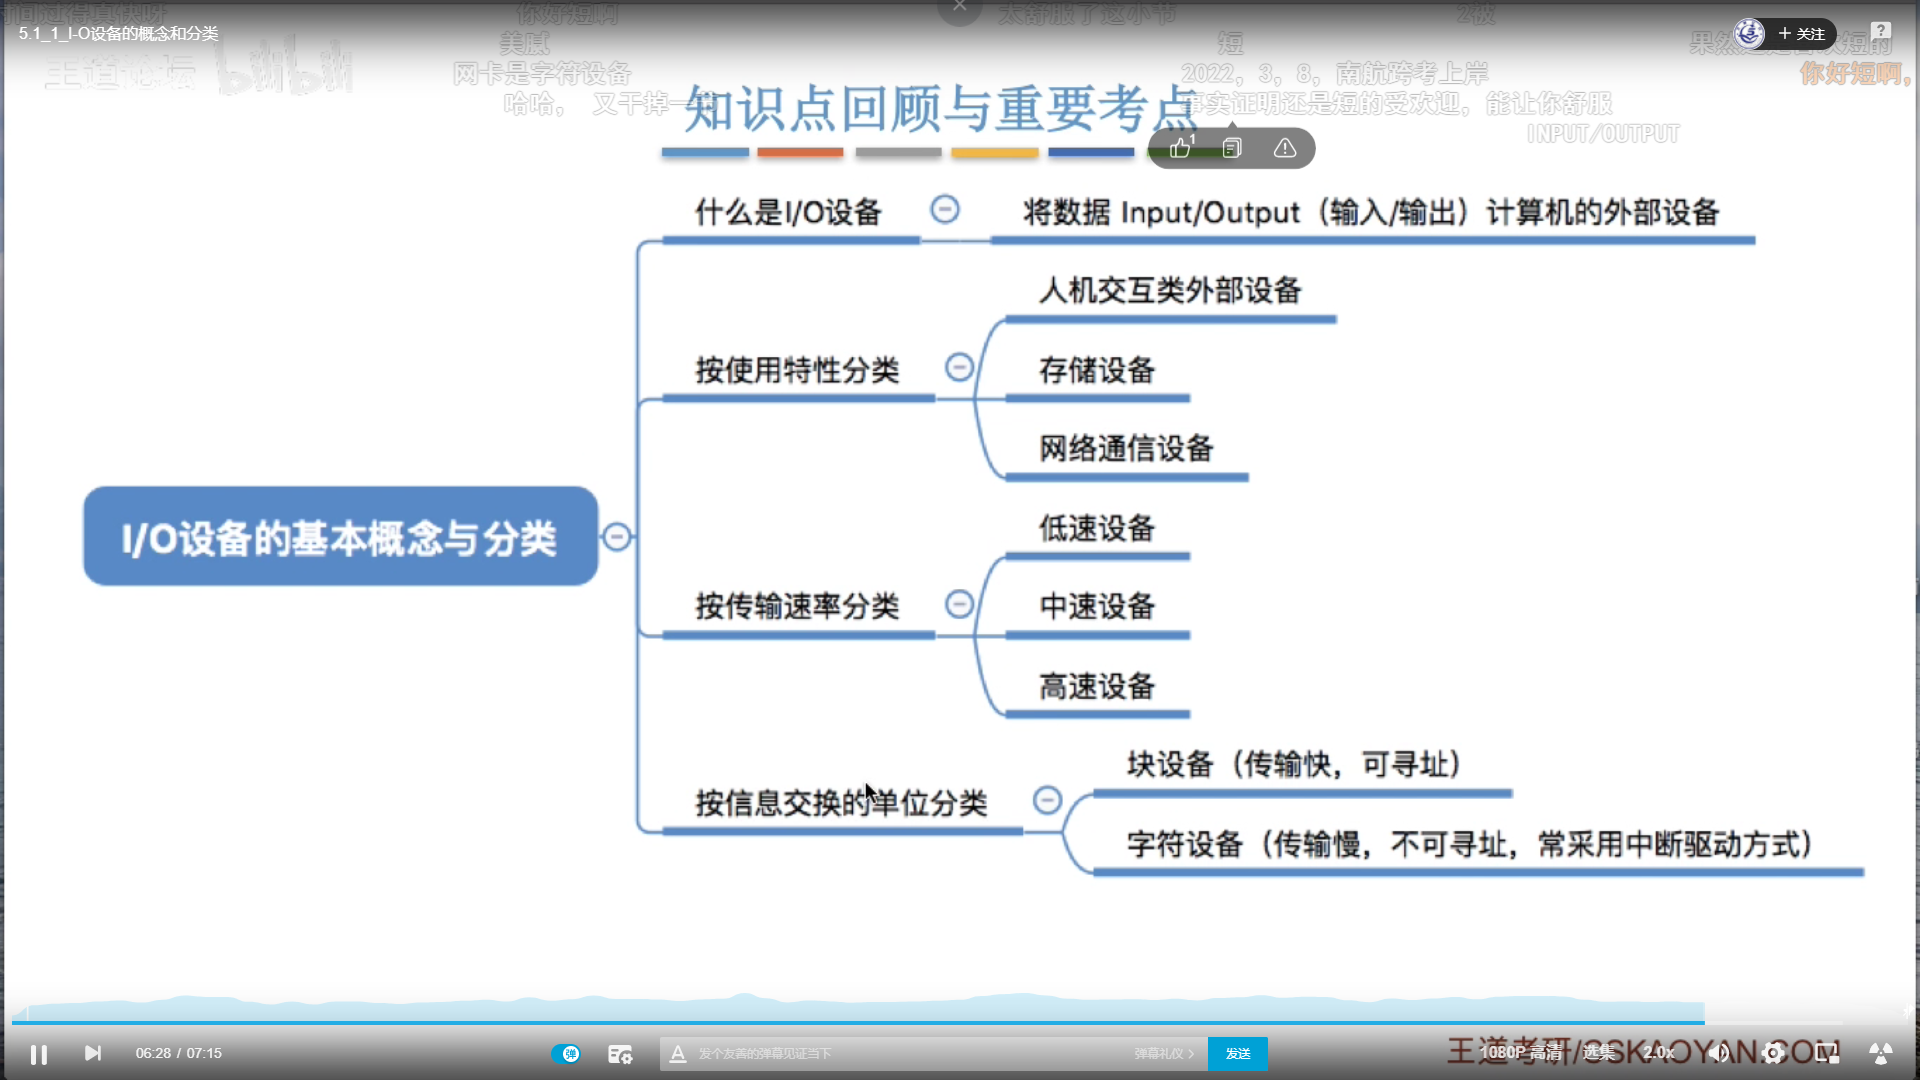 时间过得真快呀
你好短啊
太舒服了这小节
2被
5.1_1_I-O设备的概念和分类
美腻
短
+ 关注
王道论坛 bilibili
网卡是字符设备
2022，3，8，南航跨考上岸
你好短啊，
哈哈， 又干掉一节
事实证明还是短的受欢迎，能让你舒服
知识点回顾与重要考点
INPUT/OUTPUT
1
什么是I/O设备
将数据 Input/Output（输入/输出）计算机的外部设备
人机交互类外部设备
按使用特性分类
存储设备
网络通信设备
I/O设备的基本概念与分类
低速设备
按传输速率分类
中速设备
高速设备
块设备（传输快，可寻址）
按信息交换的单位分类
字符设备（传输慢，不可寻址，常采用中断驱动方式）
06:28 / 07:15
弹
A
发个友善的弹幕见证当下
弹幕礼仪 >
发送
王道考研/CSKAOYAN.COM
1080P 高清
选集
2.0x